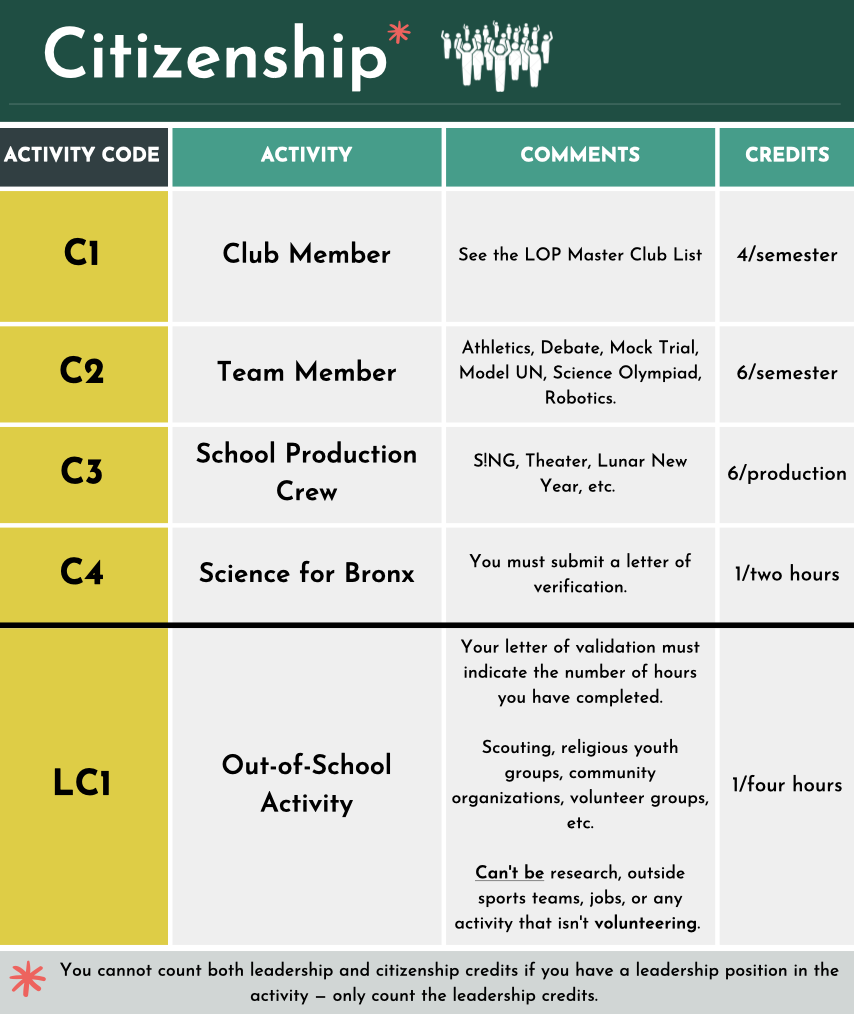 Citizenship*
ACTIVITY CODE
ACTIVITY
COMMENTS
CREDITS
C1
Club Member
See the LOP Master Club List
4/semester
C2
Team Member
Athletics, Debate, Mock Trial,
Model UN, Science Olympiad,
Robotics.
6/semester
C3
School Production
Crew
S!NG, Theater, Lunar New
Year, etc.
6/production
C4
Science for Bronx
You must submit a letter of
verification.
1/two hours
LC1
Out-of-School
Activity
Your letter of validation must
indicate the number of hours
you have completed.
Scouting, religious youth
groups, community
organizations, volunteer groups,
etc.
Can't be research, outside
sports teams, jobs, or any
activity that isn't volunteering.
1/four hours
* You cannot count both leadership and citizenship credits if you have a leadership position in the
activity – only count the leadership credits.